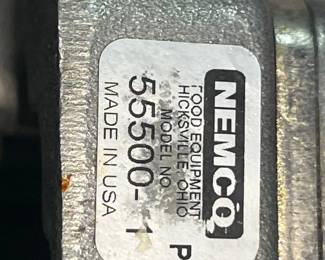 NEMCO
FOOD EQUIPMENT
HICKSVILLE, OHIO
MODEL NO.
55500-1
MADE IN USA
P